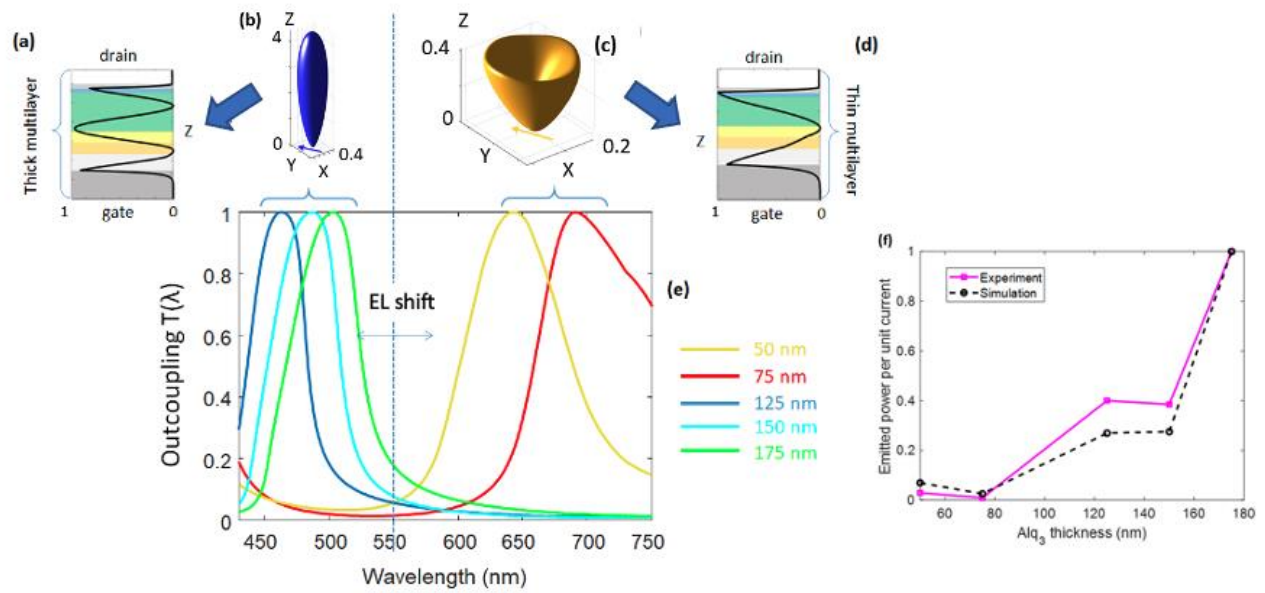 (a)
drain
Thick multilayer
Z
1
gate
0
(b)
Z
4
2
0
Y
X
0.4
Z
(c)
0.4
0
Y
X
0.2
(d)
drain
Z
Thin multilayer
1
gate
0
1
0.8
0.6
0.4
0.2
0
Outcoupling T(λ)
EL shift
450
500
550
600
650
700
750
Wavelength (nm)
(e)
50 nm
75 nm
125 nm
150 nm
175 nm
(f)
1
0.8
0.6
0.4
0.2
0
Emitted power per unit current
Experiment
Simulation
60
80
100
120
140
160
180
Alq3 thickness (nm)